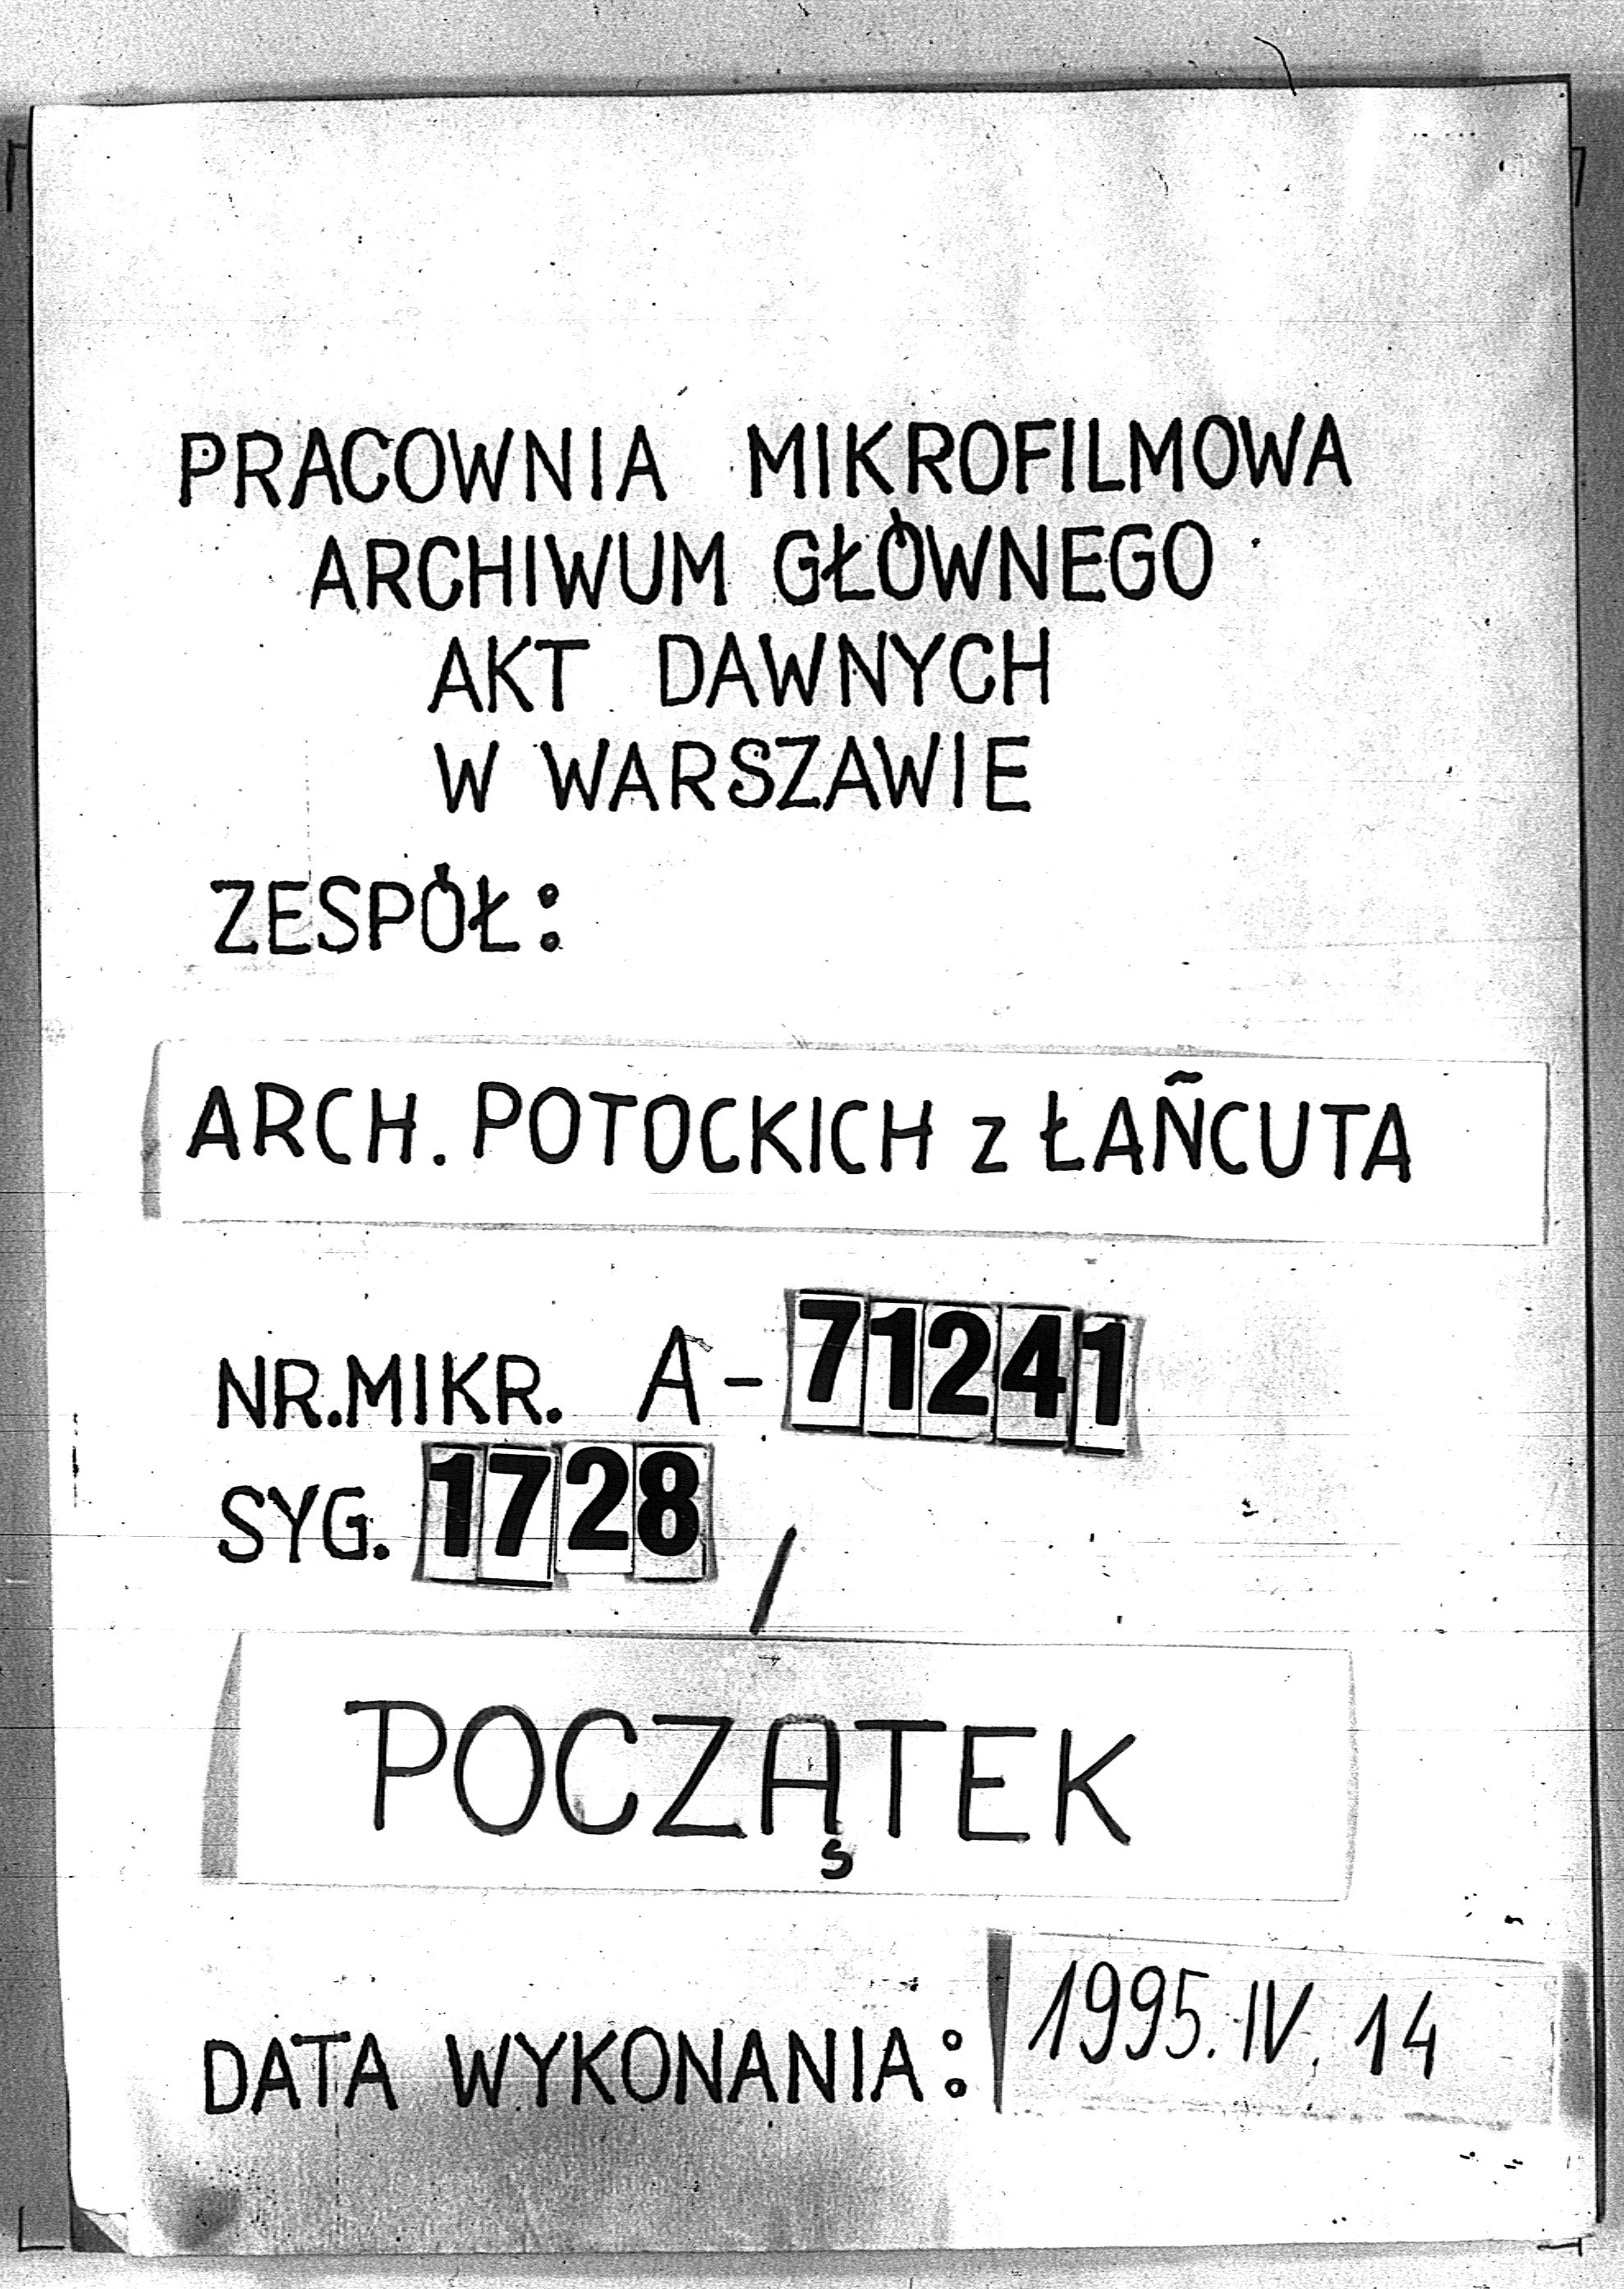 PRACOWNIA MIKROFILMOWA
ARCHIWUM GŁÓWNEGO
AKT DAWNYCH
W WARSZAWIE
ZESPÓŁ:
ARCH. POTOCKICH z ŁAŃCUTA
NR.MIKR. A-71241
SYG. 1728 /
POCZĄTEK
DATA WYKONANIA: 1995.IV.14